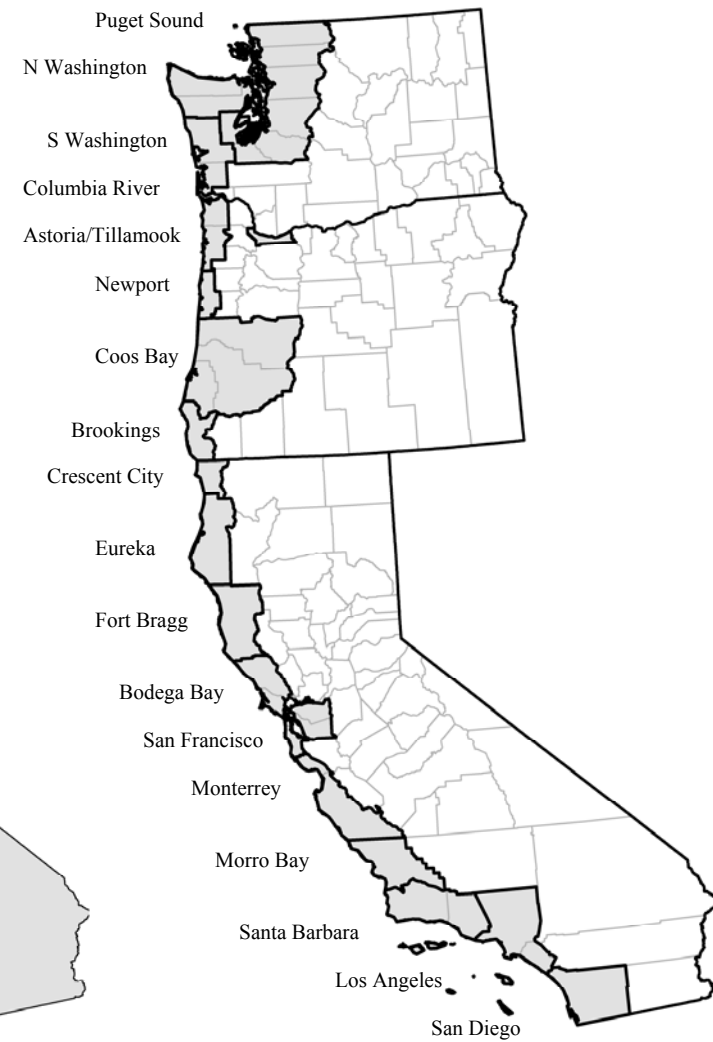 Puget Sound
N Washington
S Washington
Columbia River
Astoria/Tillamook
Newport
Coos Bay
Brookings
Crescent City
Eureka
Fort Bragg
Bodega Bay
San Francisco
Monterrey
Morro Bay
Santa Barbara
Los Angeles
San Diego